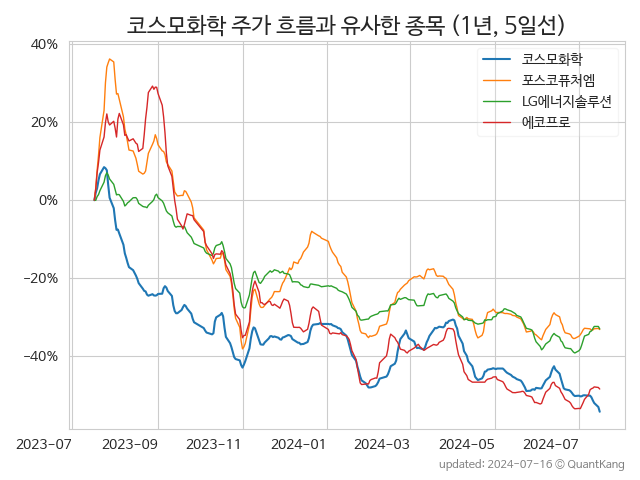 코스모화학 주가 흐름과 유사한 종목 (1년, 5일선)
코스모화학
포스코퓨처엠
LG에너지솔루션
에코프로
40%
20%
0%
−20%
−40%
2023-07 2023-09 2023-11 2024-01 2024-03 2024-05 2024-07
updated: 2024-07-16 © QuantKang